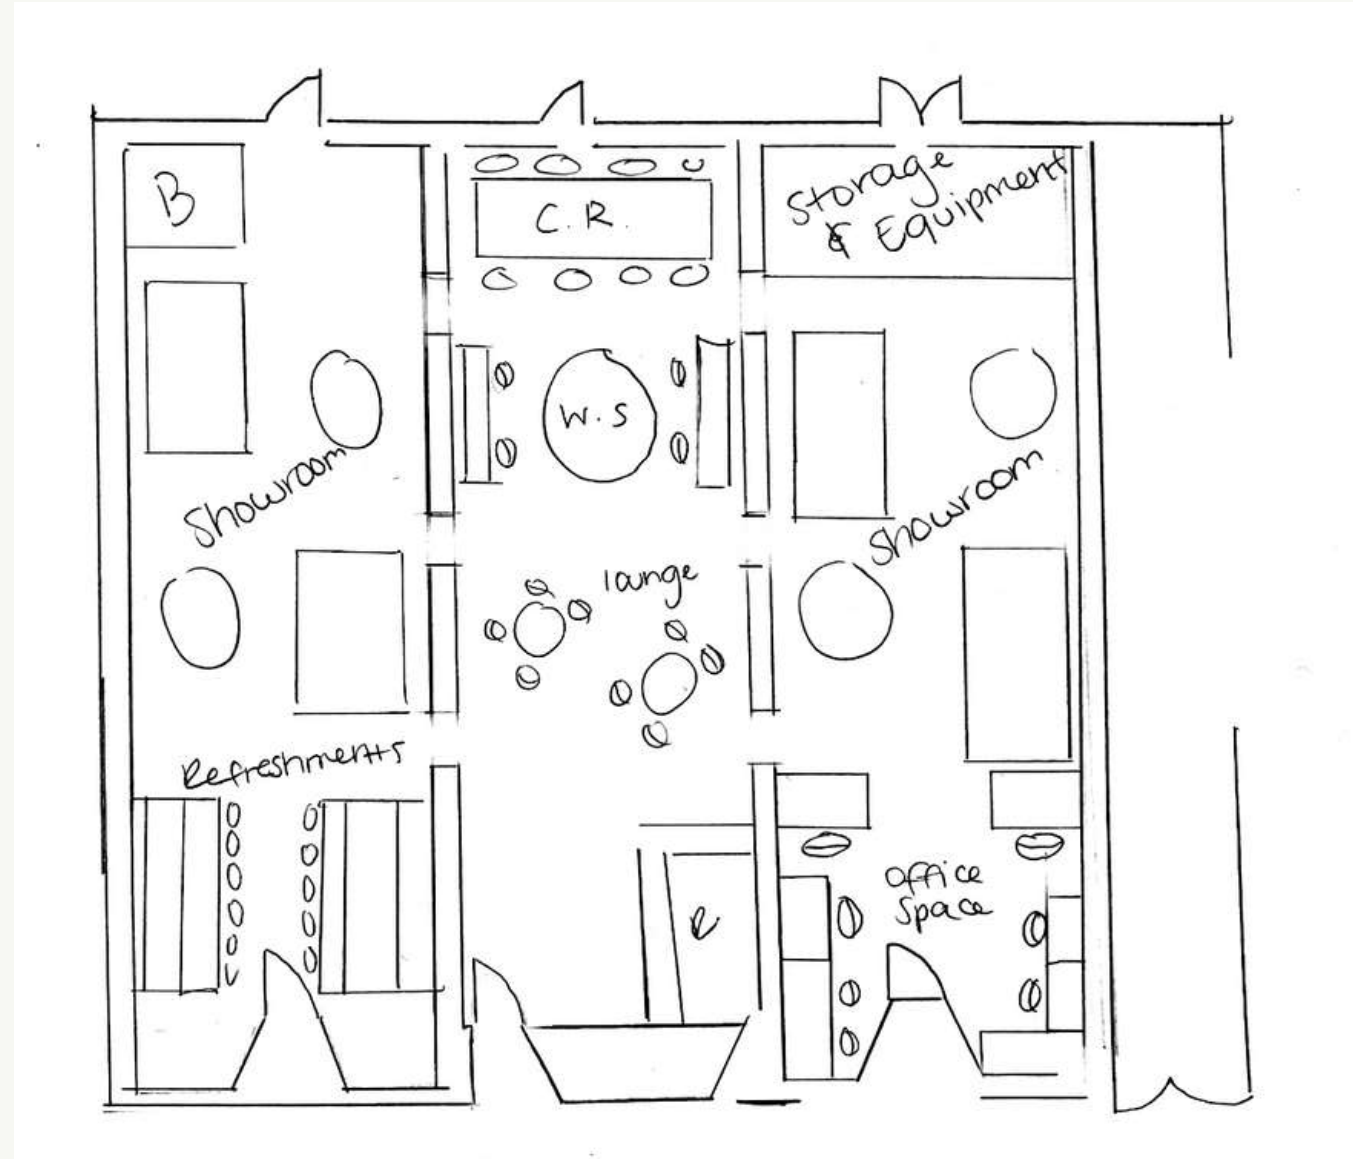 B
C.R.
Storage
& Equipment
W.S
Showroom
Showroom
lounge
Refreshments
Office
Space
R